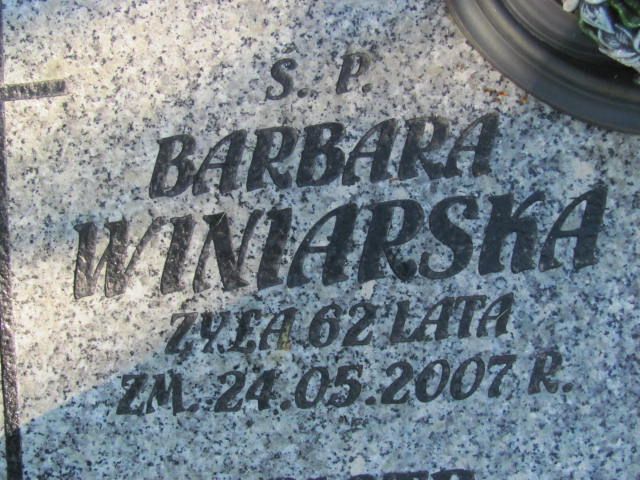 Ś. P.
BARBARA
WINIARSKA
ŻYŁA 62 LATA
ZM. 24.05.2007 R.